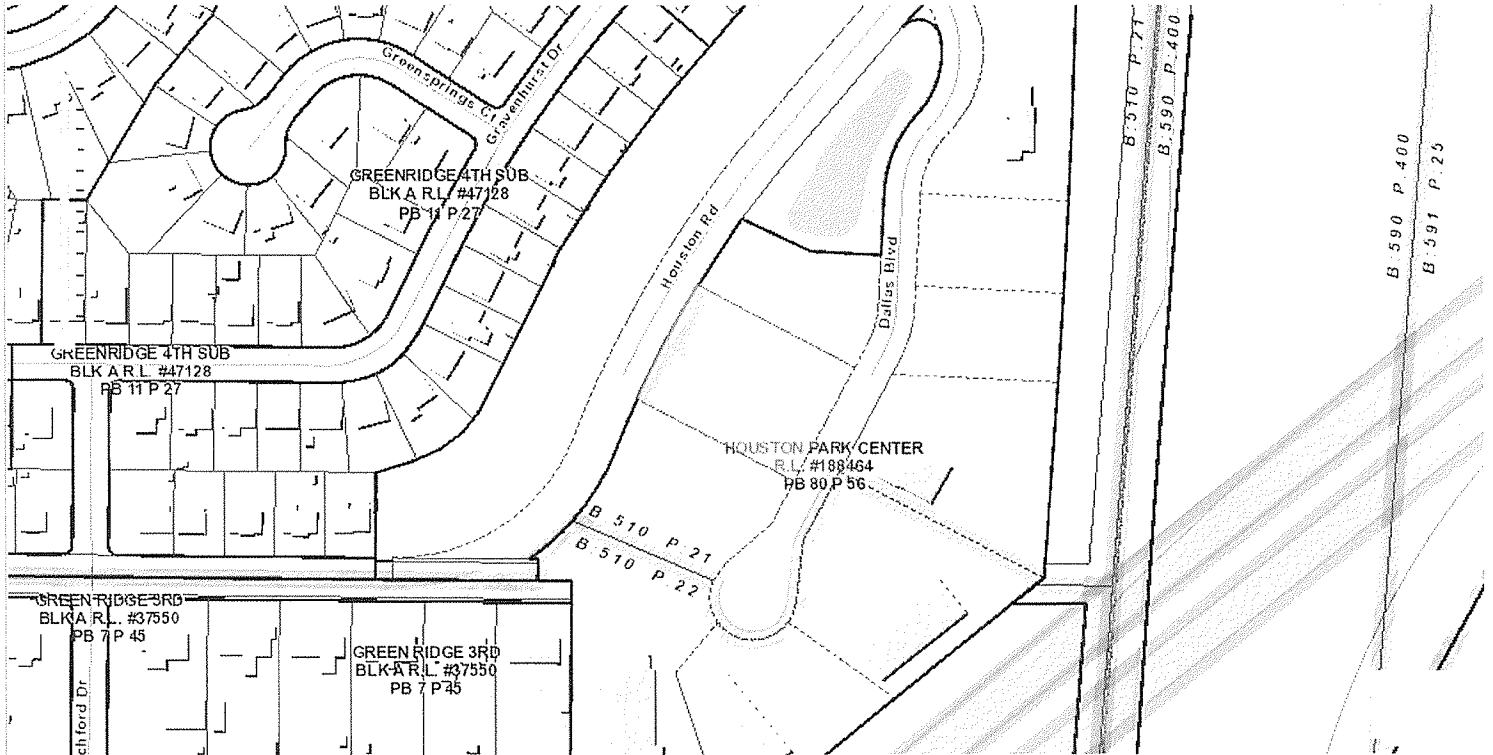 Greensprings Ct
Gravenhurst Dr
B 510 P. 21
B 590 P. 400
B 590 P. 400
B 591 P. 25
GREENRIDGE 4TH SUB
BLK A R.L. #47128
PB 11 P 27
Houston Rd
Dallas Blvd
GREENRIDGE 4TH SUB
BLK A R.L. #47128
PB 11 P 27
HOUSTON PARK CENTER
R.L. #188464
PB 80 P 56
B 510 P. 21
B 510 P. 22
GREEN RIDGE 3RD
BLK A R.L. #37550
PB 7 P 45
GREEN RIDGE 3RD
BLK A R.L. #37550
PB 7 P 45
chford Dr